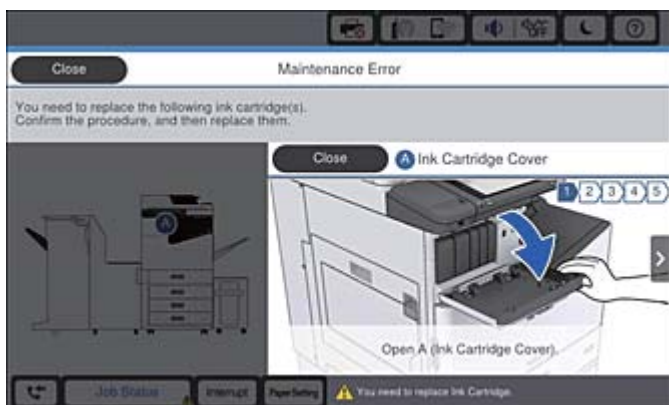 OFF
Close
Maintenance Error
You need to replace the following ink cartridge(s).
Confirm the procedure, and then replace them.
Close
A Ink Cartridge Cover
1 2 3 4 5
A
Open A (Ink Cartridge Cover).
Job Status
Interrupt
Paper Setting
You need to replace Ink Cartridge.